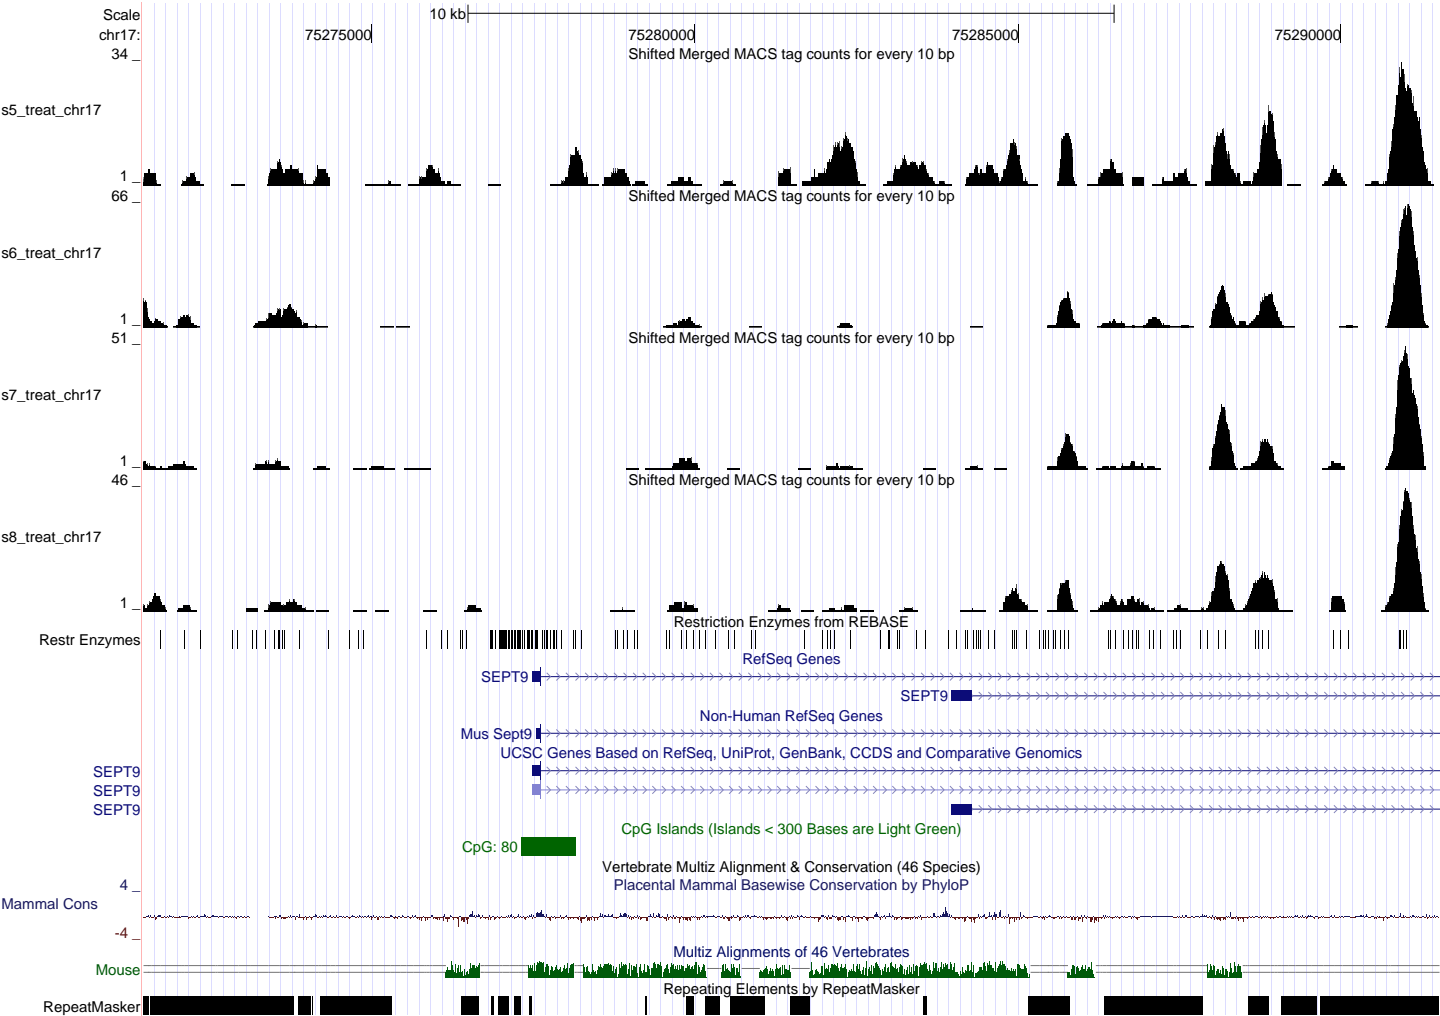 Scale 10 kb
chr17: 75275000 75280000 75285000 75290000
34 _ Shifted Merged MACS tag counts for every 10 bp
s5_treat_chr17
1 _
66 _ Shifted Merged MACS tag counts for every 10 bp
s6_treat_chr17
1 _
51 _ Shifted Merged MACS tag counts for every 10 bp
s7_treat_chr17
1 _
46 _ Shifted Merged MACS tag counts for every 10 bp
s8_treat_chr17
1 _
Restriction Enzymes from REBASE
Restr Enzymes
RefSeq Genes
SEPT9
SEPT9
Non-Human RefSeq Genes
Mus Sept9
UCSC Genes Based on RefSeq, UniProt, GenBank, CCDS and Comparative Genomics
SEPT9
SEPT9
SEPT9
CpG Islands (Islands < 300 Bases are Light Green)
CpG: 80
Vertebrate Multiz Alignment & Conservation (46 Species)
4 _ Placental Mammal Basewise Conservation by PhyloP
Mammal Cons
-4 _
Multiz Alignments of 46 Vertebrates
Mouse
Repeating Elements by RepeatMasker
RepeatMasker